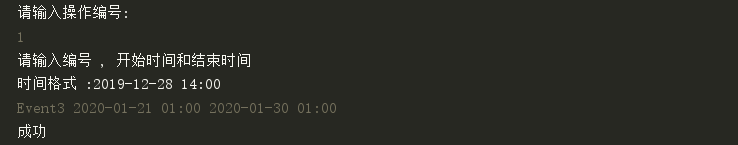 请输入操作编号:
1
请输入编号 , 开始时间和结束时间
时间格式 :2019-12-28 14:00
Event3 2020-01-21 01:00 2020-01-30 01:00
成功